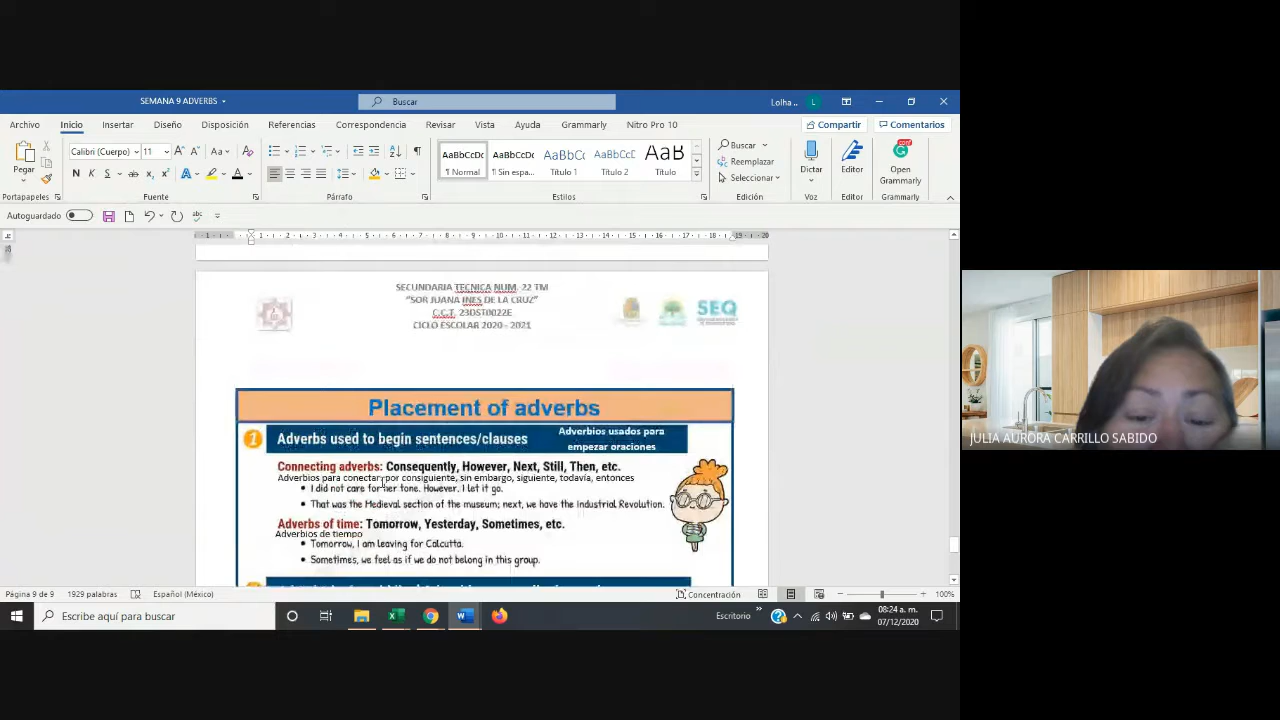 SEMANA 9 ADVERBS
Buscar
Lolha ..
L
Archivo Inicio Insertar Diseño Disposición Referencias Correspondencia Revisar Vista Ayuda Grammarly Nitro Pro 10 Compartir Comentarios
Calibri (Cuerpo) 11
Pegar
N K S
AaBbCcDc AaBbCcDc AaBbCc AaBbCcD AaB
¶ Normal ¶ Sin espa... Título 1 Título 2 Título
Buscar
Reemplazar
Seleccionar
Dictar
Editor
Open
Grammarly
Portapapeles Fuente Párrafo Estilos Edición Voz Editor Grammarly
Autoguardado
SECUNDARIA TECNICA NUM. 22 TM
"SOR JUANA INES DE LA CRUZ"
C.C.T. 23DST0022E
CICLO ESCOLAR 2020 - 2021
SEQ
Placement of adverbs
1 Adverbs used to begin sentences/clauses
Adverbios usados para
empezar oraciones
Connecting adverbs: Consequently, However, Next, Still, Then, etc.
Adverbios para conectar por consiguiente, sin embargo, siguiente, todavía, entonces
• I did not care for her tone. However, I let it go.
• That was the Medieval section of the museum; next, we have the Industrial Revolution.
Adverbs of time: Tomorrow, Yesterday, Sometimes, etc.
Adverbios de tiempo
• Tomorrow, I am leaving for Calcutta.
• Sometimes, we feel as if we do not belong in this group.
Página 9 de 9 1929 palabras Español (México) Concentración 100%
Escribe aquí para buscar
Escritorio
08:24 a. m.
07/12/2020
JULIA AURORA CARRILLO SABIDO